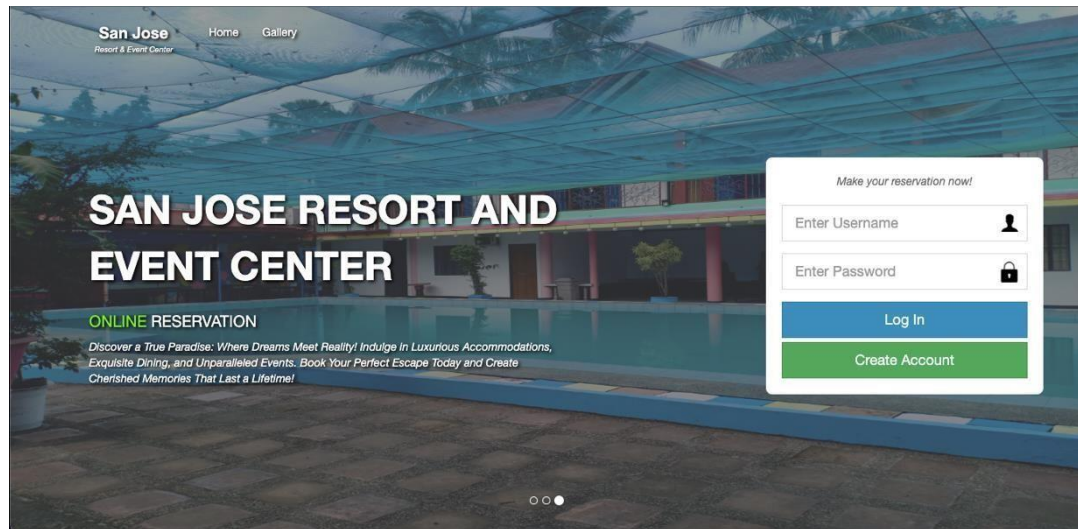 San Jose
Resort & Event Center
Home
Gallery
SAN JOSE RESORT AND
EVENT CENTER
ONLINE RESERVATION
Discover a True Paradise: Where Dreams Meet Reality! Indulge in Luxurious Accommodations,
Exquisite Dining, and Unparalleled Events. Book Your Perfect Escape Today and Create
Cherished Memories That Last a Lifetime!
Make your reservation now!
Enter Username
Enter Password
Log In
Create Account